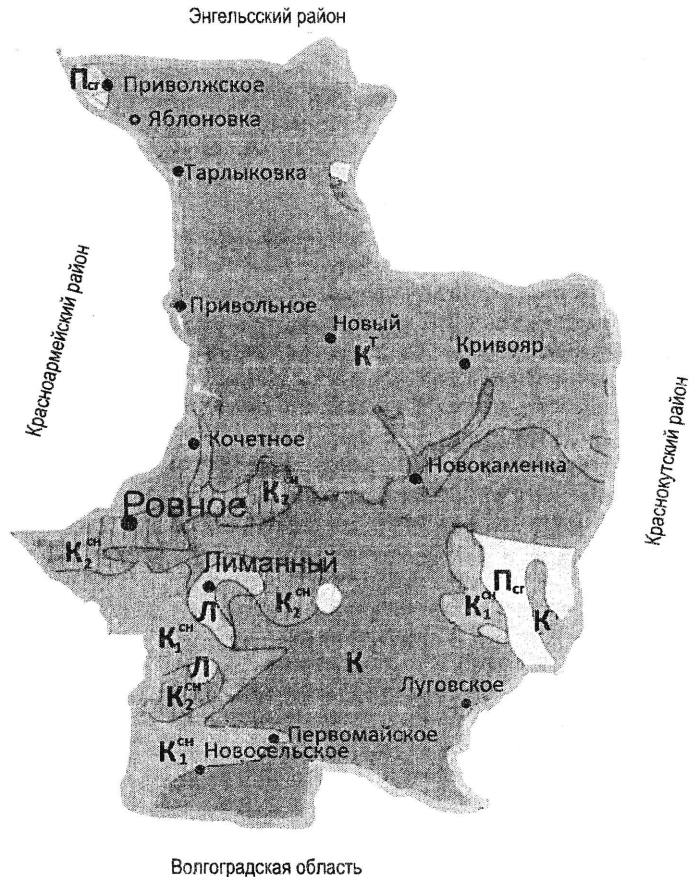 Энгельсский район
Псг
Приволжское
Яблоновка
Тарлыковка
Красноармейский район
Привольное
Новый
Кт
Кривояр
Краснокутский район
Кочетное
Новокаменка
К2сн
Ровное
К2сн
Лиманный
Л
К2сн
К1сн
Псг
К
К1сн
Л
К2сн
К
Луговское
Первомайское
К1сн
Новосельское
Волгоградская область